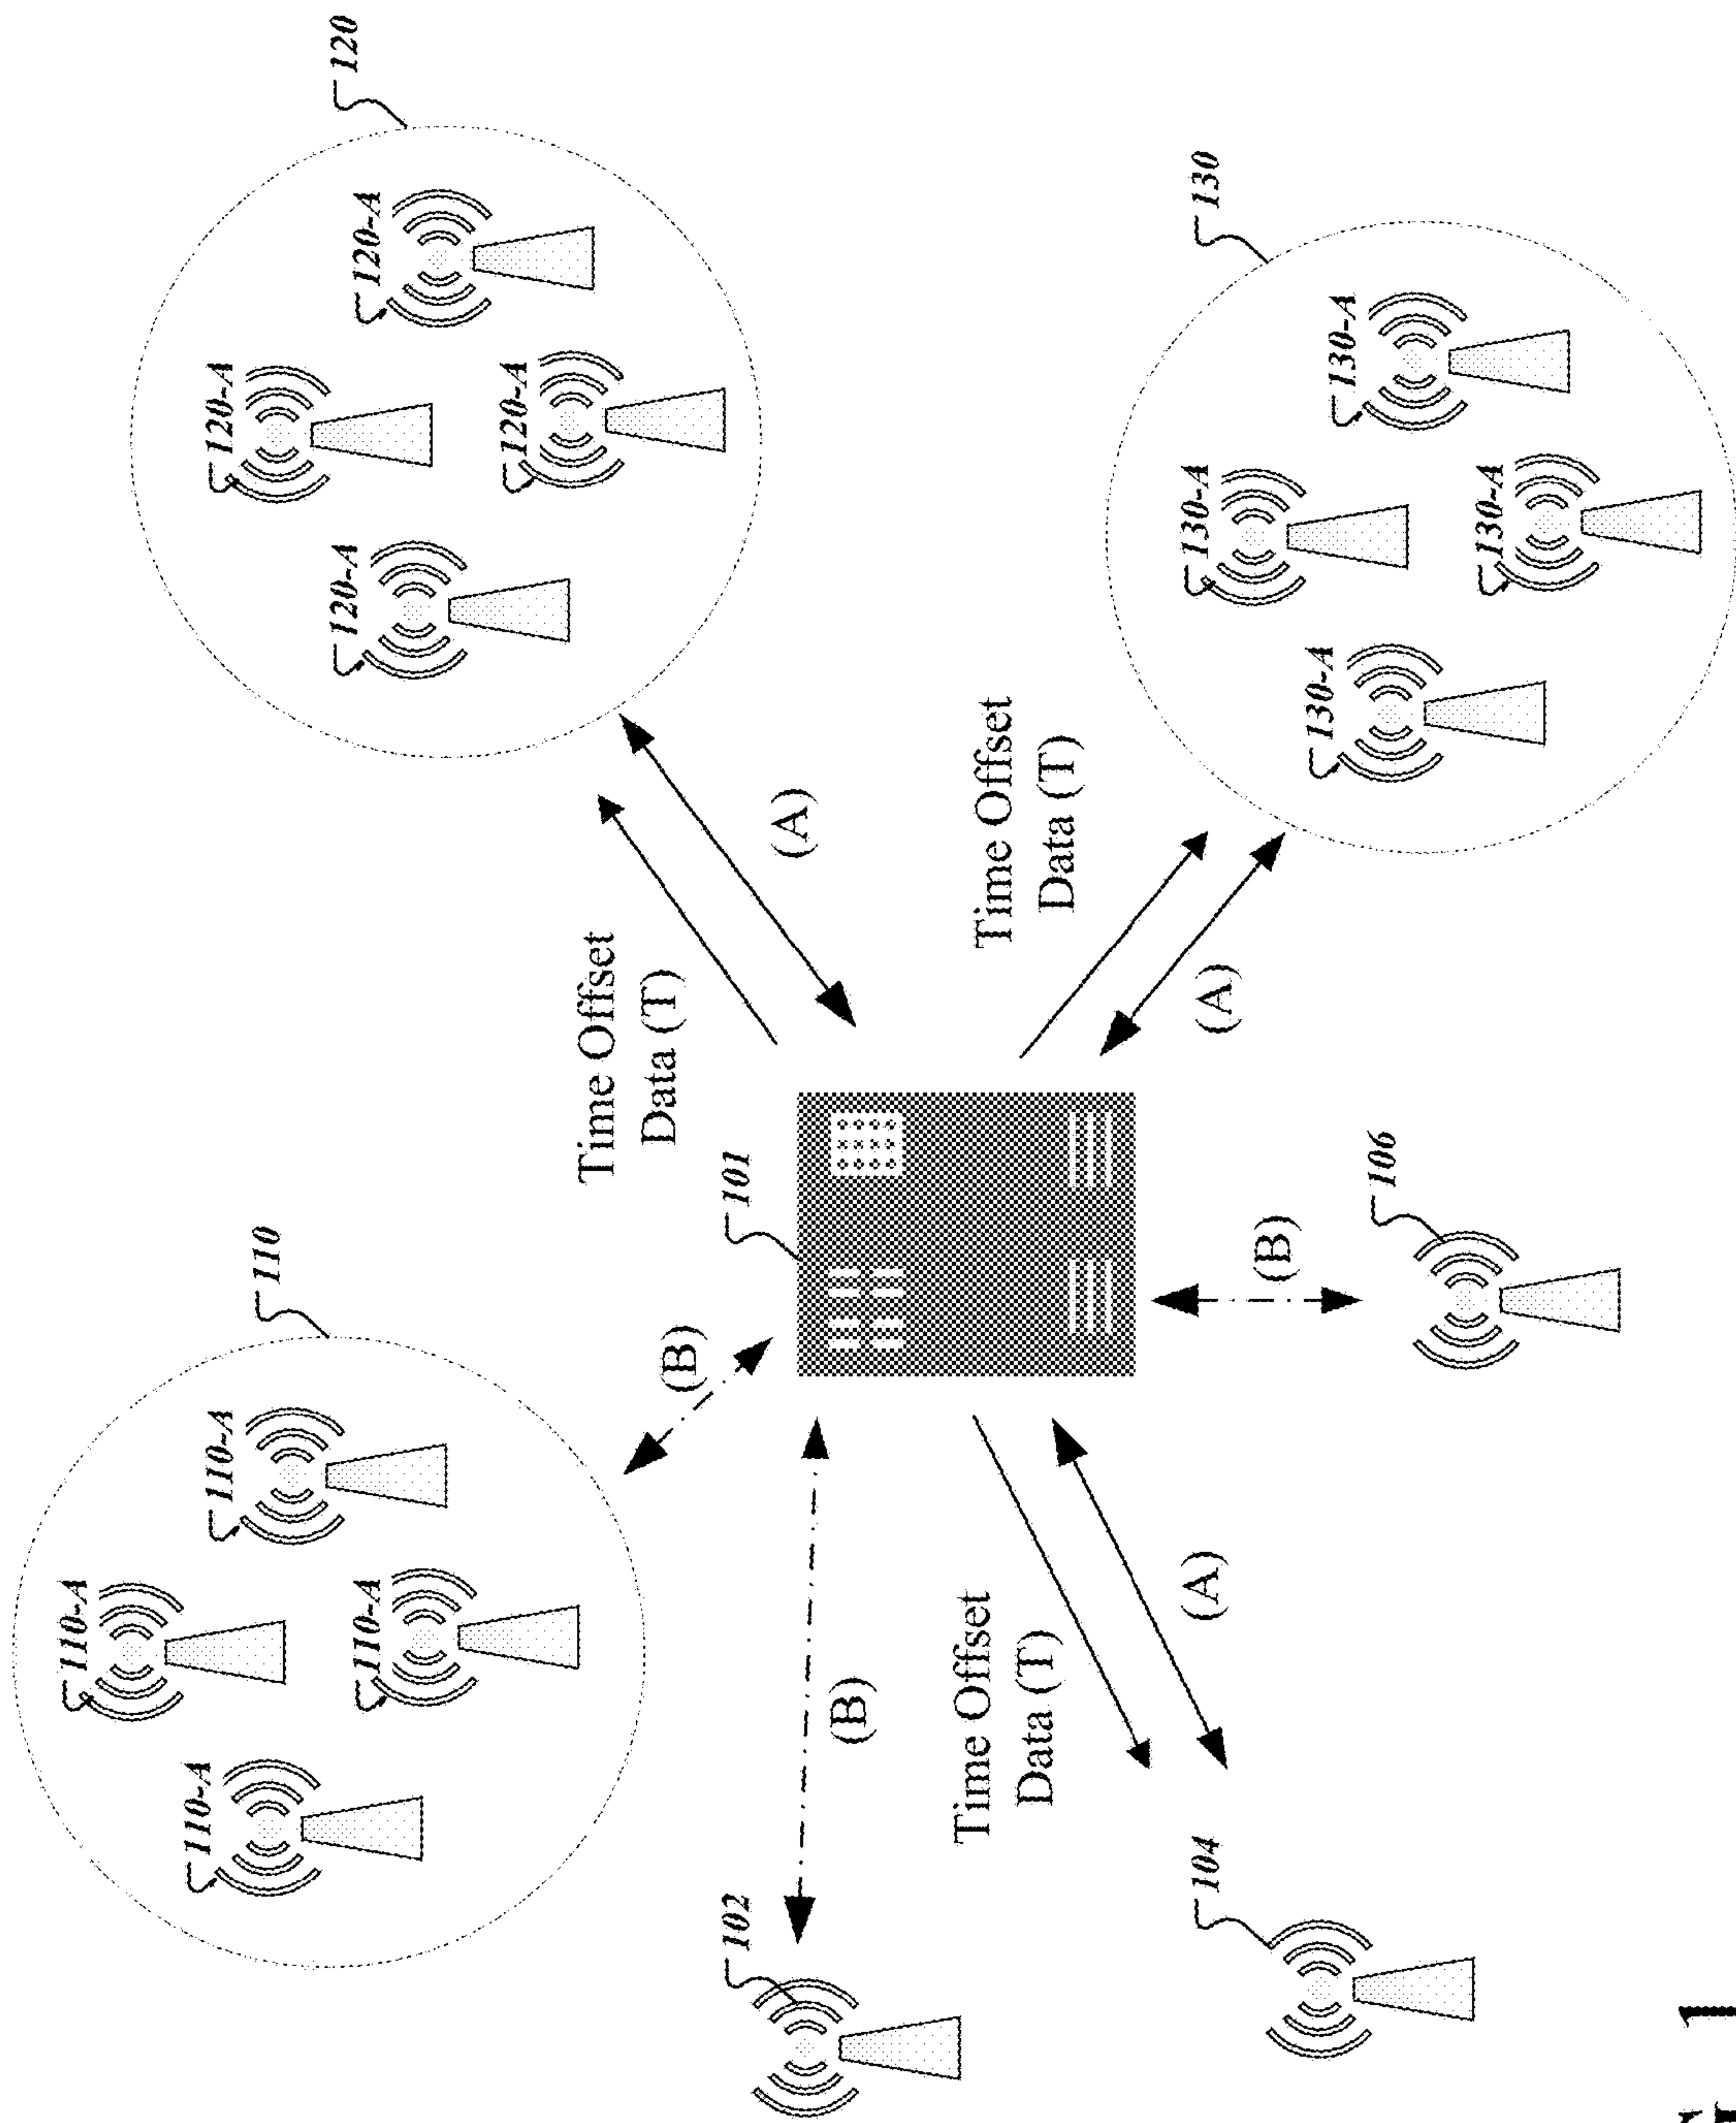 110-A
110-A
110-A
110-A
110
120-A
120-A
120-A
120-A
120
Time Offset
Data (T)
(B)
(A)
102
101
(B)
Time Offset
Data (T)
Time Offset
Data (T)
104
(A)
(A)
(B)
106
130-A
130-A
130-A
130-A
130
G 1